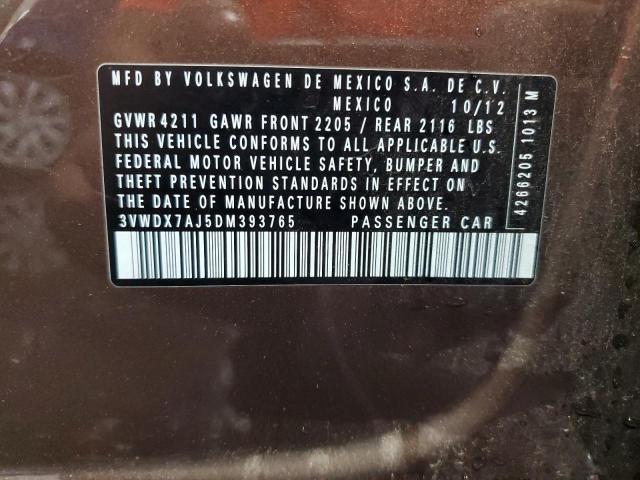 MFD BY VOLKSWAGEN DE MEXICO S.A. DE C.V.
MEXICO 10/12
GVWR 4211 GAWR FRONT 2205 / REAR 2116 LBS
THIS VEHICLE CONFORMS TO ALL APPLICABLE U.S.
FEDERAL MOTOR VEHICLE SAFETY, BUMPER AND
THEFT PREVENTION STANDARDS IN EFFECT ON
THE DATE OF MANUFACTURE SHOWN ABOVE.
3VWDX7AJ5DM393765 PASSENGER CAR
4266205 1013 M